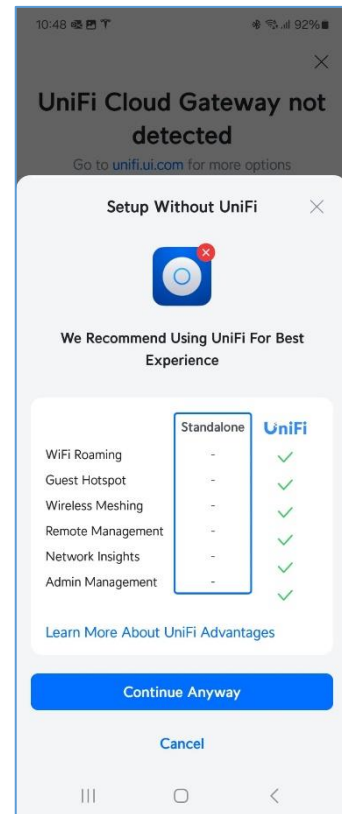 10:48 92%
UniFi Cloud Gateway not
detected
Go to unifi.ui.com for more options
Setup Without UniFi
We Recommend Using UniFi For Best
Experience
Standalone UniFi
WiFi Roaming -
Guest Hotspot -
Wireless Meshing -
Remote Management -
Network Insights -
Admin Management -
Learn More About UniFi Advantages
Continue Anyway
Cancel